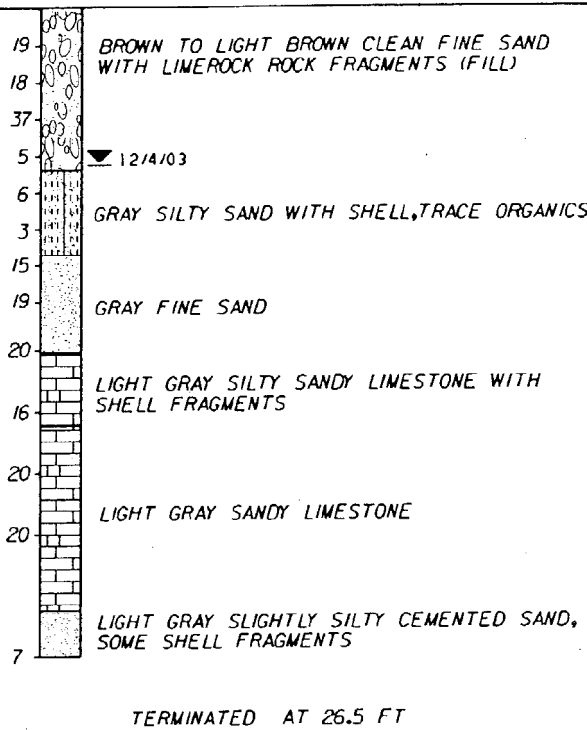 19
BROWN TO LIGHT BROWN CLEAN FINE SAND
WITH LIMEROCK ROCK FRAGMENTS (FILL)
18
37
5
12/4/03
6
GRAY SILTY SAND WITH SHELL, TRACE ORGANICS
3
15
19
GRAY FINE SAND
20
LIGHT GRAY SILTY SANDY LIMESTONE WITH
SHELL FRAGMENTS
16
20
LIGHT GRAY SANDY LIMESTONE
20
LIGHT GRAY SLIGHTLY SILTY CEMENTED SAND,
SOME SHELL FRAGMENTS
7
TERMINATED AT 26.5 FT